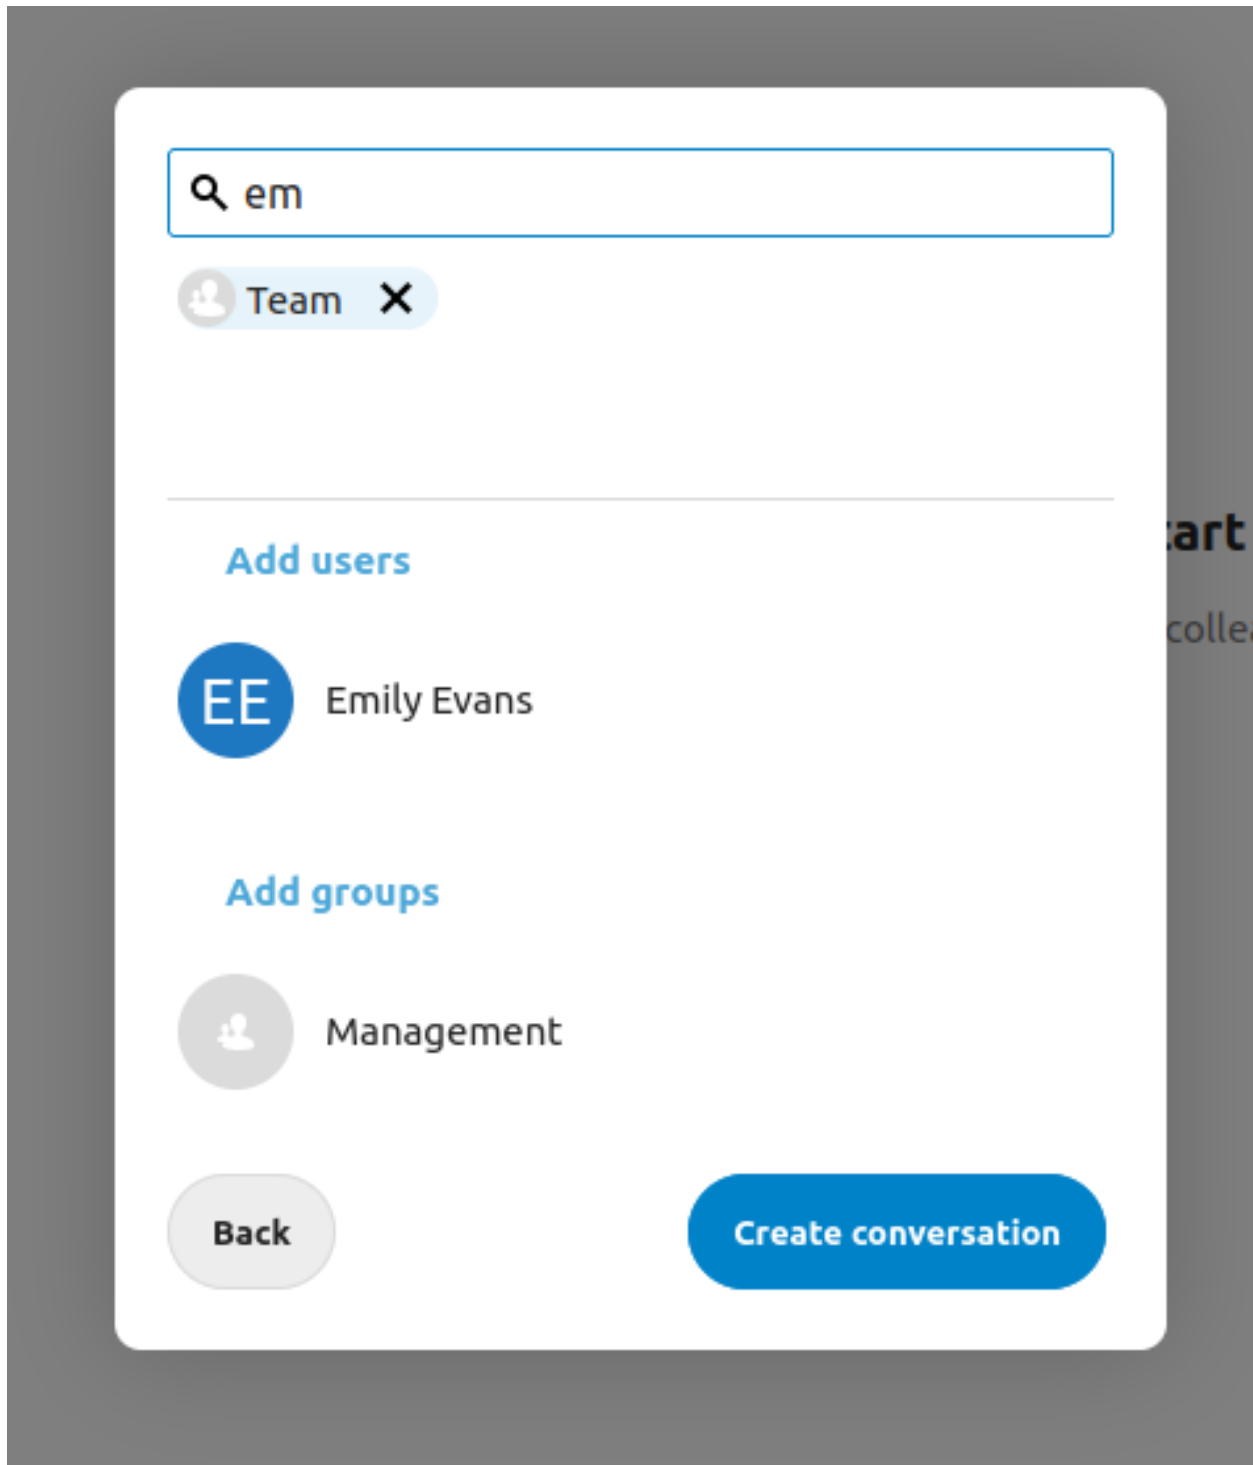 em
Team
Add users
EE Emily Evans
Add groups
Management
Back Create conversation